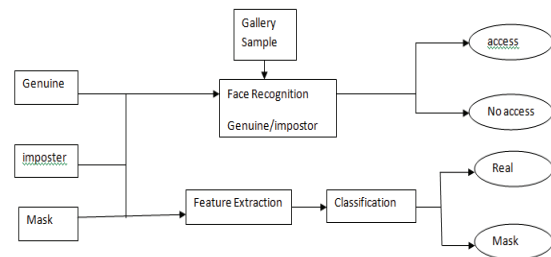 Gallery
Sample
access
Genuine
Face Recognition
Genuine/impostor
No access
imposter
Real
Mask
Feature Extraction
Classification
Mask